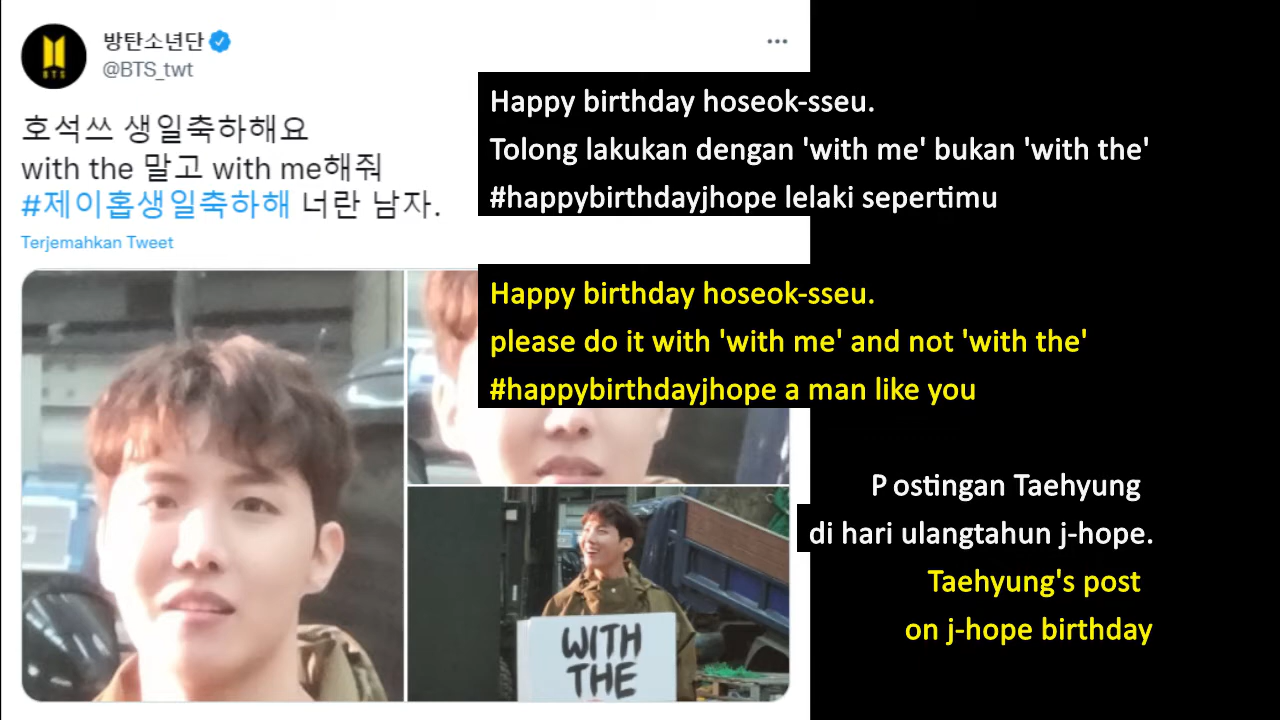 방탄소년단
@BTS_twt
BTS
호석쓰 생일축하해요
with the 말고 with me해줘
#제이홉생일축하해 너란 남자.
Terjemahkan Tweet
Happy birthday hoseok-sseu.
Tolong lakukan dengan 'with me' bukan 'with the'
#happybirthdayjhope lelaki sepertimu
Happy birthday hoseok-sseu.
please do it with 'with me' and not 'with the'
#happybirthdayjhope a man like you
P ostingan Taehyung
di hari ulangtahun j-hope.
Taehyung's post
on j-hope birthday
WITH
THE